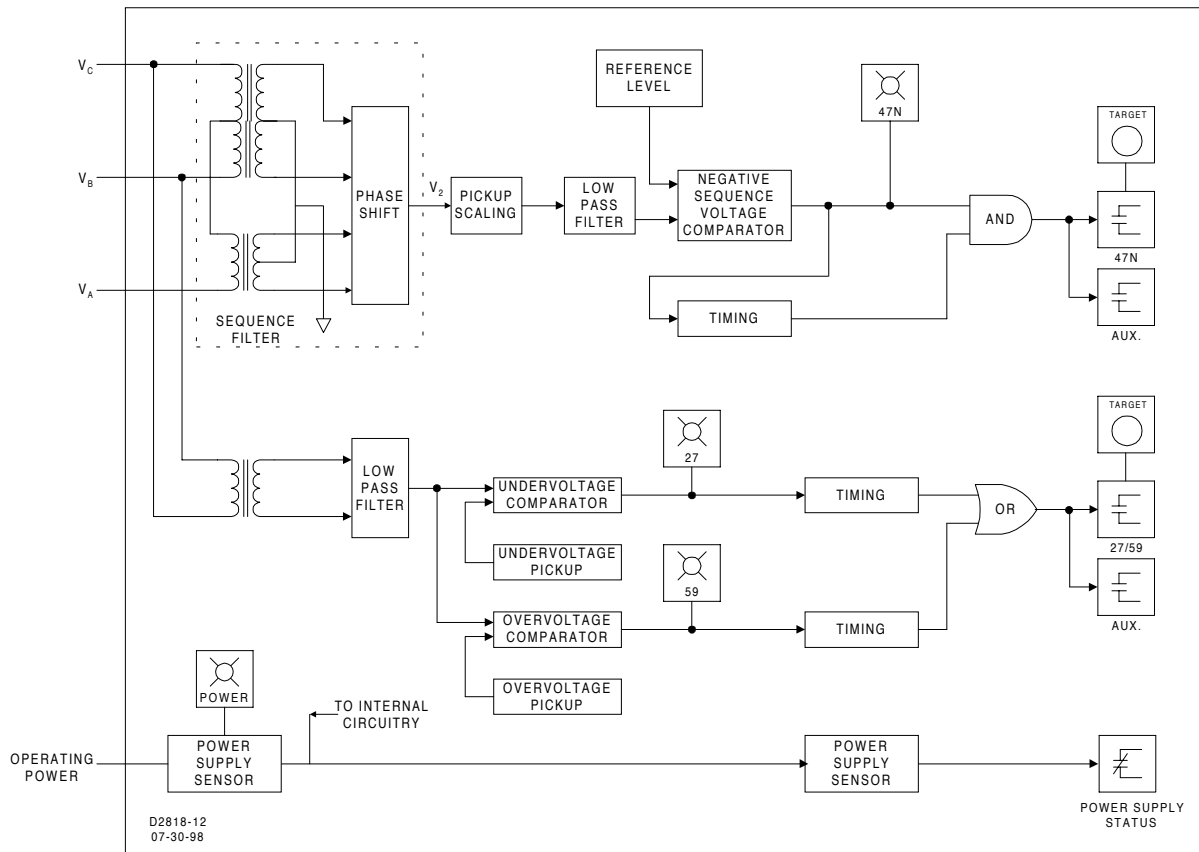 V_C
V_B
V_A
SEQUENCE
FILTER
PHASE
SHIFT
V_2
PICKUP
SCALING
LOW
PASS
FILTER
REFERENCE
LEVEL
NEGATIVE
SEQUENCE
VOLTAGE
COMPARATOR
47N
TIMING
AND
TARGET
47N
AUX.
LOW
PASS
FILTER
27
UNDERVOLTAGE
COMPARATOR
UNDERVOLTAGE
PICKUP
TIMING
59
OVERVOLTAGE
COMPARATOR
OVERVOLTAGE
PICKUP
TIMING
OR
TARGET
27/59
AUX.
POWER
TO INTERNAL
CIRCUITRY
OPERATING
POWER
POWER
SUPPLY
SENSOR
POWER
SUPPLY
SENSOR
POWER SUPPLY
STATUS
D2818-12
07-30-98